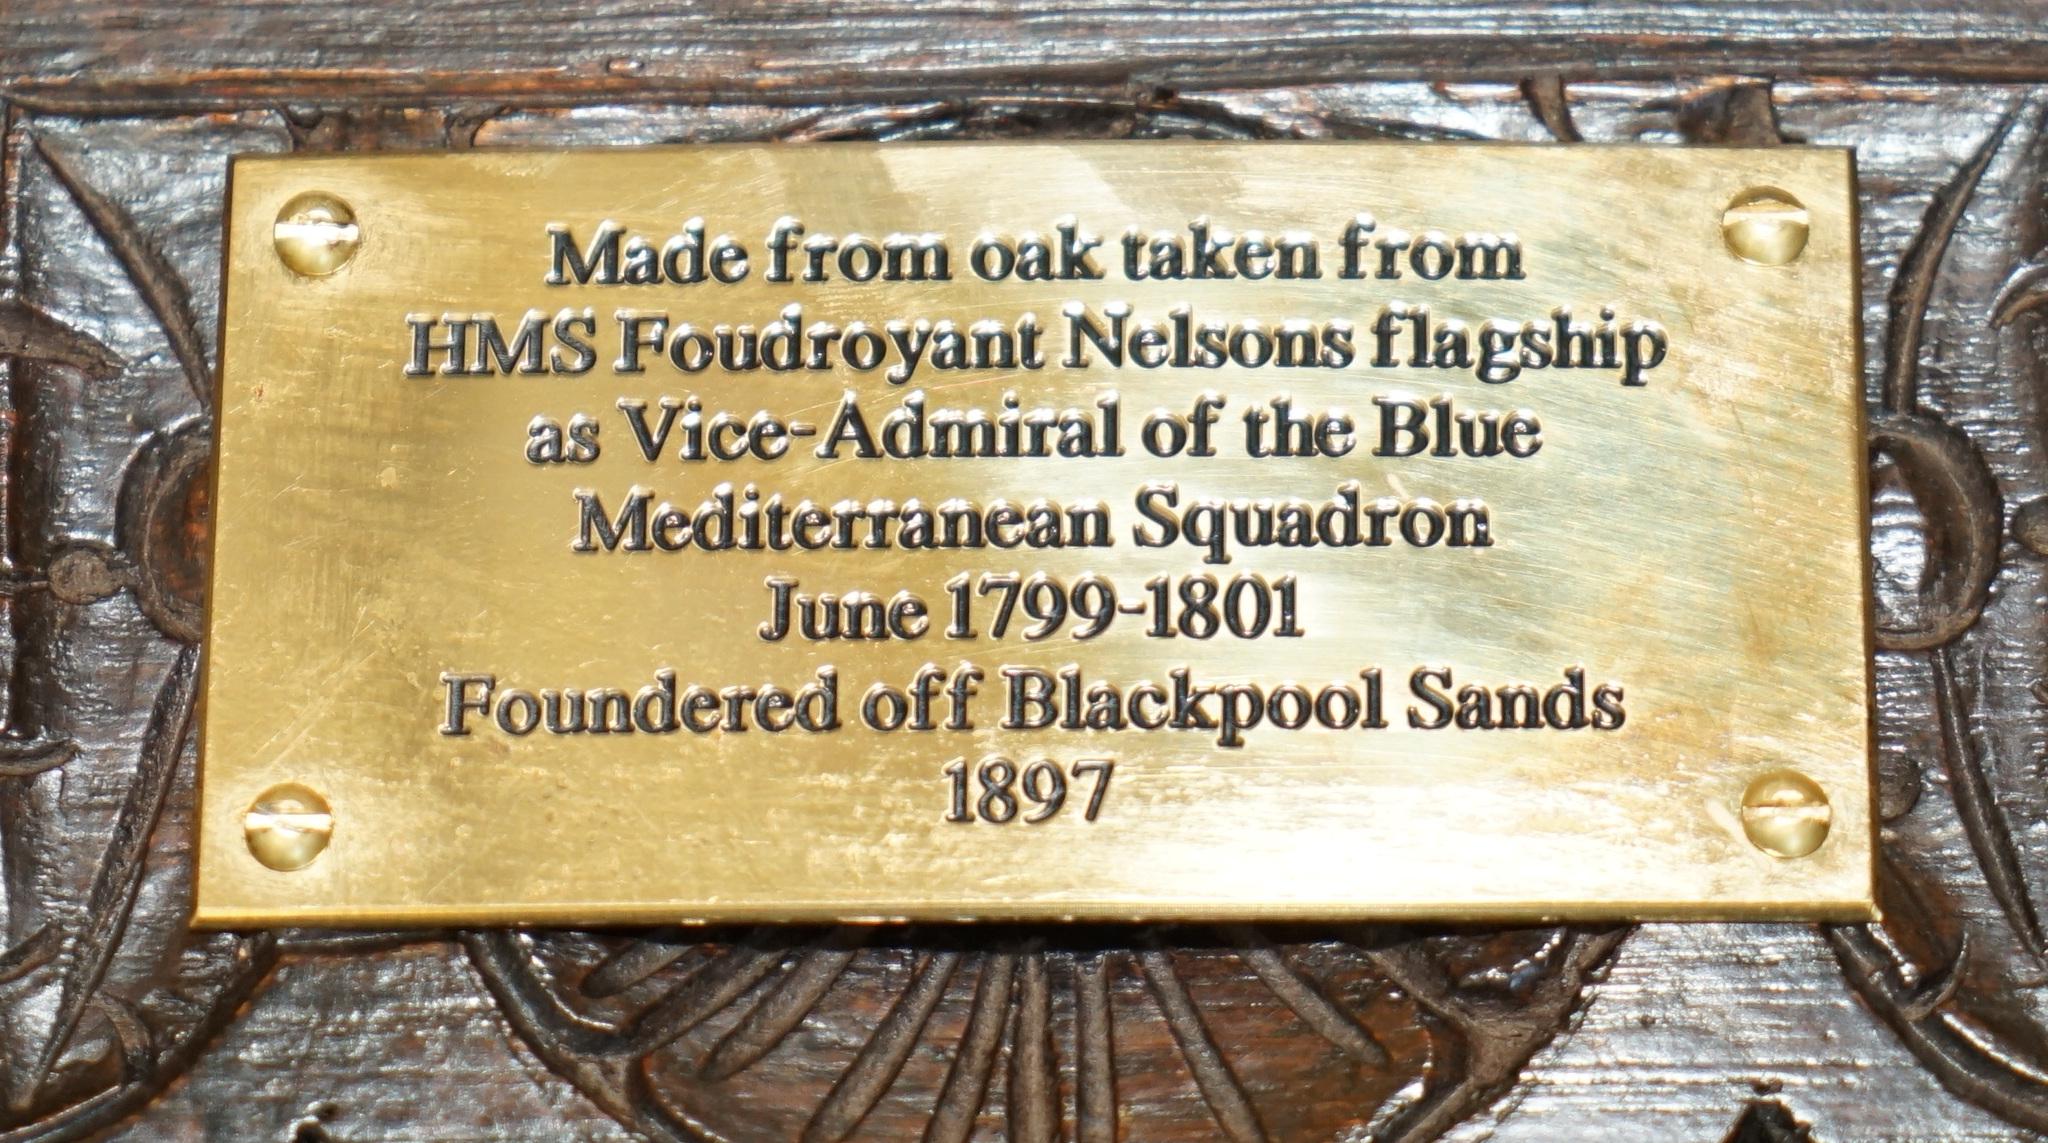 Made from oak taken from
HMS Foudroyant Nelsons flagship
as Vice-Admiral of the Blue
Mediterranean Squadron
June 1799-1801
Foundered off Blackpool Sands
1897